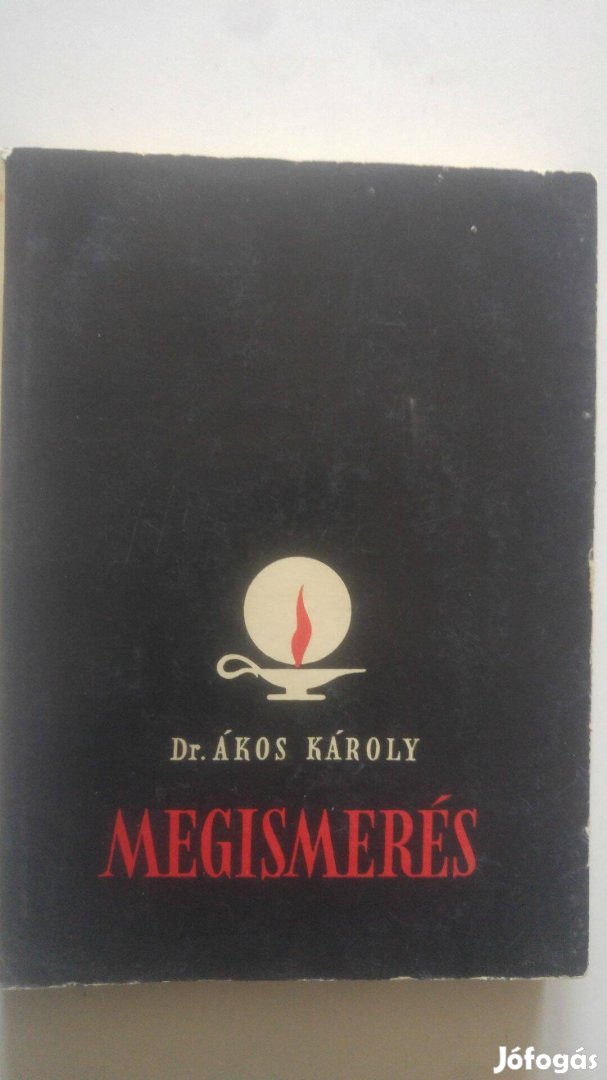 Dr. ÁKOS KÁROLY
MEGISMERÉS
Jófogás